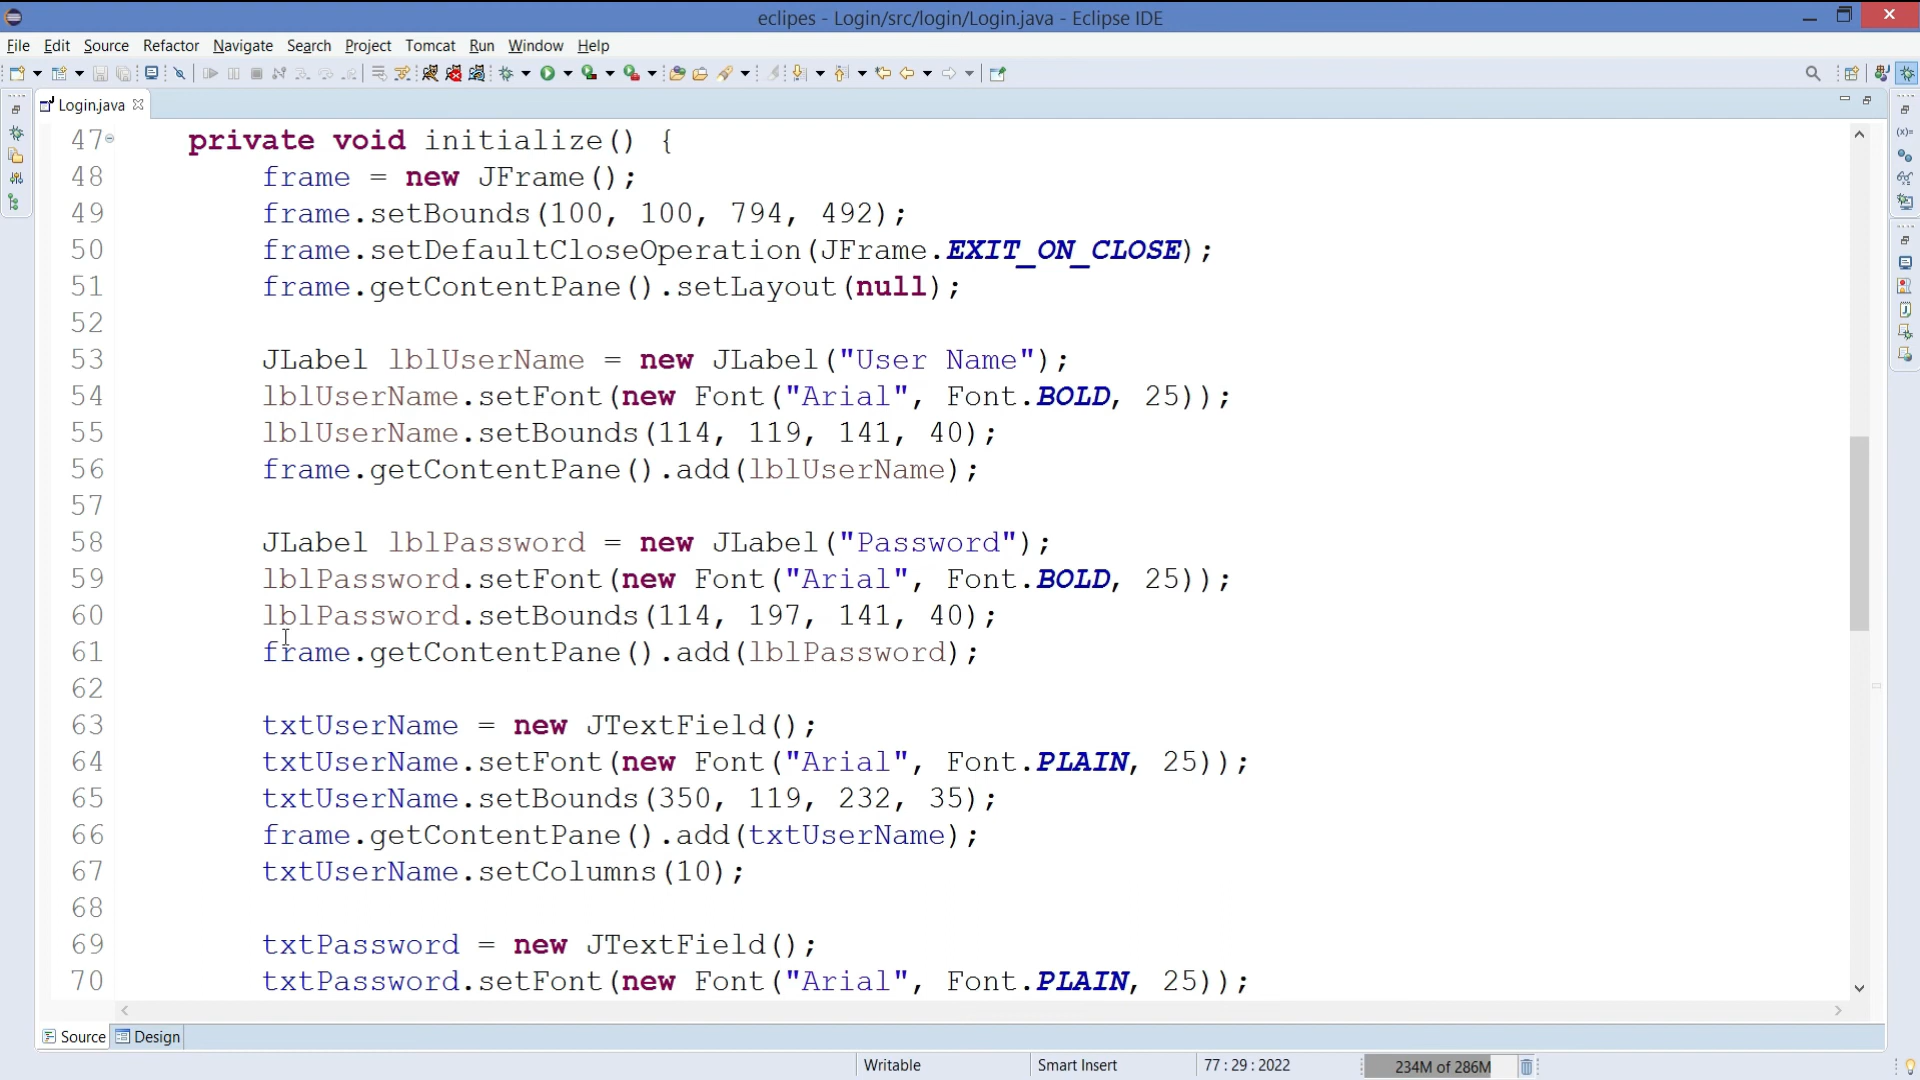 eclipes - Login/src/login/Login.java - Eclipse IDE
File Edit Source Refactor Navigate Search Project Tomcat Run Window Help
Login.java
47 private void initialize() {
48 frame = new JFrame();
49 frame.setBounds(100, 100, 794, 492);
50 frame.setDefaultCloseOperation(JFrame.EXIT_ON_CLOSE);
51 frame.getContentPane().setLayout(null);
52
53 JLabel lblUserName = new JLabel("User Name");
54 lblUserName.setFont(new Font("Arial", Font.BOLD, 25));
55 lblUserName.setBounds(114, 119, 141, 40);
56 frame.getContentPane().add(lblUserName);
57
58 JLabel lblPassword = new JLabel("Password");
59 lblPassword.setFont(new Font("Arial", Font.BOLD, 25));
60 lblPassword.setBounds(114, 197, 141, 40);
61 frame.getContentPane().add(lblPassword);
62
63 txtUserName = new JTextField();
64 txtUserName.setFont(new Font("Arial", Font.PLAIN, 25));
65 txtUserName.setBounds(350, 119, 232, 35);
66 frame.getContentPane().add(txtUserName);
67 txtUserName.setColumns(10);
68
69 txtPassword = new JTextField();
70 txtPassword.setFont(new Font("Arial", Font.PLAIN, 25));
Source Design
Writable Smart Insert 77 : 29 : 2022 234M of 286M